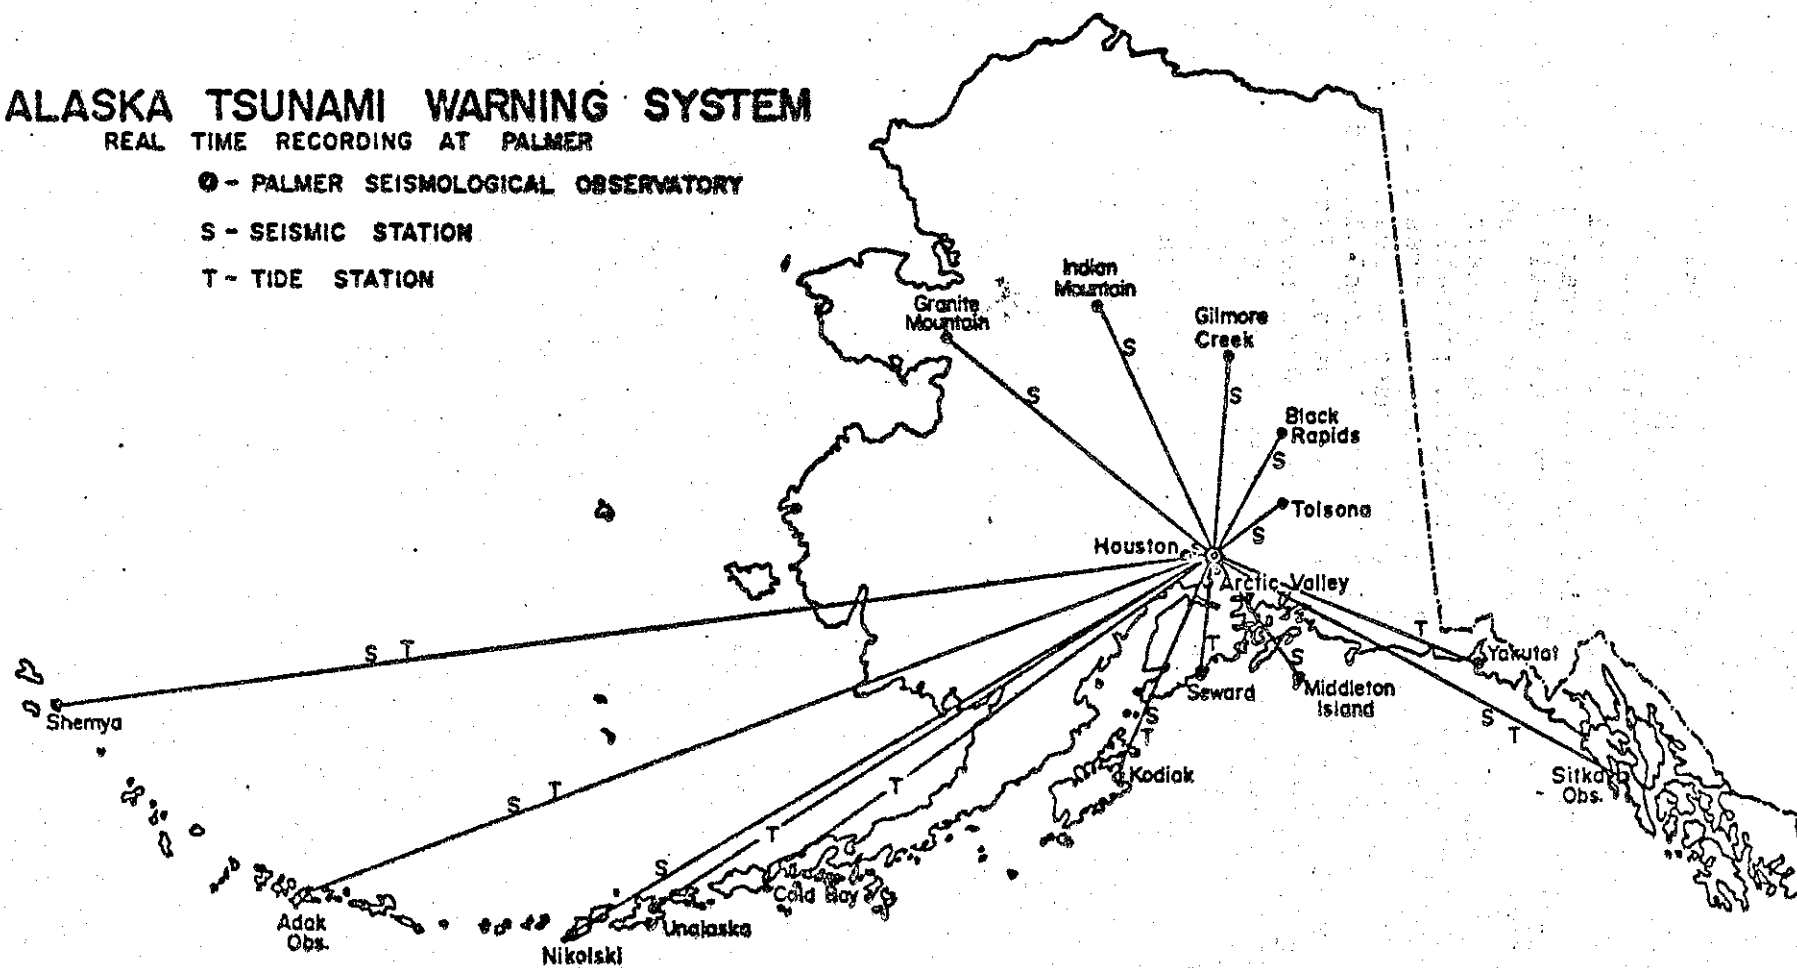 ALASKA TSUNAMI WARNING SYSTEM
REAL TIME RECORDING AT PALMER
- PALMER SEISMOLOGICAL OBSERVATORY
S - SEISMIC STATION
T - TIDE STATION
Indian
Mountain
Granite
Mountain
Gilmore
Creek
S
S
S
Black
Rapids
S
Tolsona
S
Houston
S
Arctic Valley
S T
Shemya
S T
Adak
Obs.
S
Nikolski
T
Unalaska
T
Cold Bay
S
T
Kodiak
T
Seward
S
Middleton
Island
T
Yakutat
S T
Sitka
Obs.